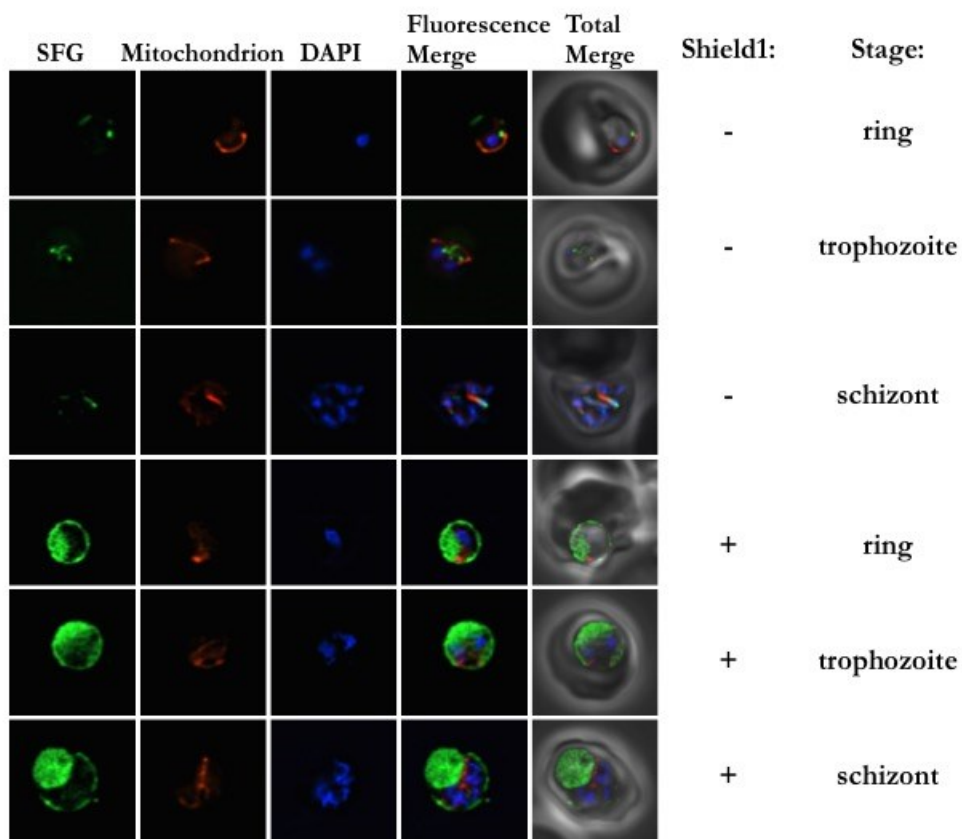 SFG Mitochondrion DAPI Fluorescence Merge Total Merge Shield1: Stage:
- ring
- trophozoite
- schizont
+ ring
+ trophozoite
+ schizont